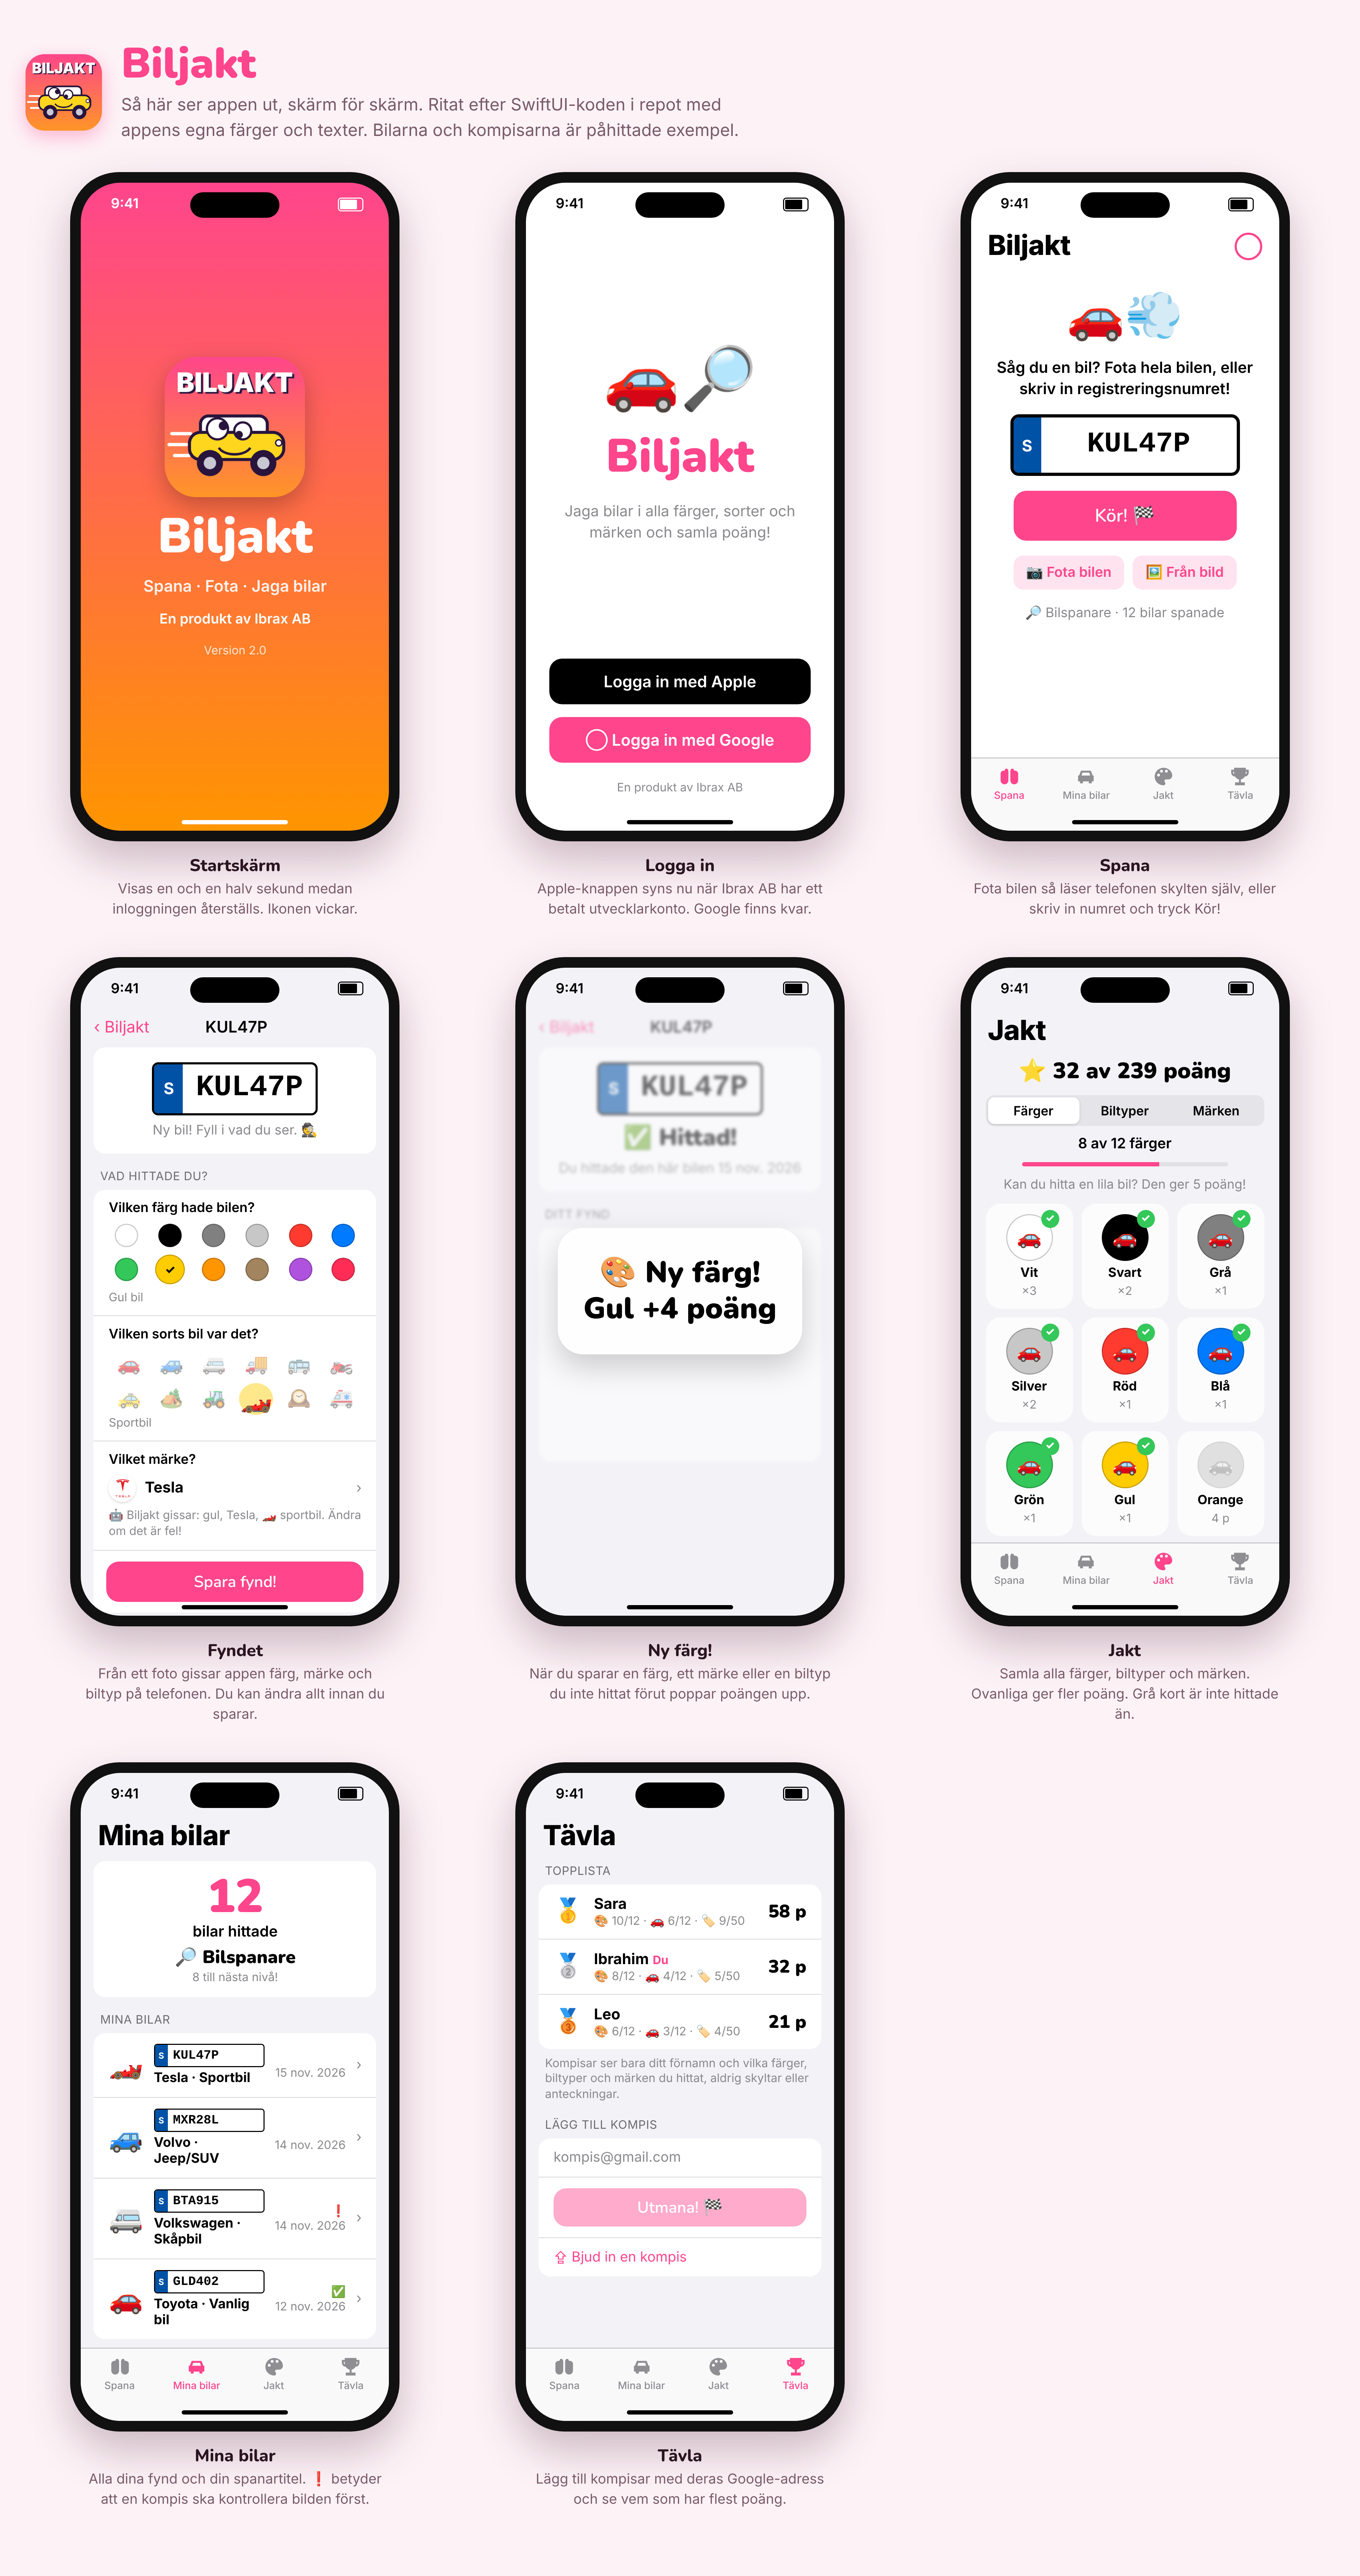 BILJAKT
Biljakt
Så här ser appen ut, skärm för skärm. Ritat efter SwiftUI-koden i repot med
appens egna färger och texter. Bilarna och kompisarna är påhittade exempel.
9:41
BILJAKT
Biljakt
Spana · Fota · Jaga bilar
En produkt av Ibrax AB
Version 2.0
Startskärm
Visas en och en halv sekund medan
inloggningen återställs. Ikonen vickar.
9:41
Biljakt
Jaga bilar i alla färger, sorter och
märken och samla poäng!
Logga in med Apple
Logga in med Google
En produkt av Ibrax AB
Logga in
Apple-knappen syns nu när Ibrax AB har ett
betalt utvecklarkonto. Google finns kvar.
9:41
Biljakt
Såg du en bil? Fota hela bilen, eller
skriv in registreringsnumret!
S KUL47P
Kör! 🏁
📷 Fota bilen 🖼️ Från bild
🔎 Bilspanare · 12 bilar spanade
Spana Mina bilar Jakt Tävla
Spana
Fota bilen så läser telefonen skylten själv, eller
skriv in numret och tryck Kör!
9:41
‹ Biljakt KUL47P
S KUL47P
Ny bil! Fyll i vad du ser. 🕵️
VAD HITTADE DU?
Vilken färg hade bilen?
Gul bil
Vilken sorts bil var det?
Sportbil
Vilket märke?
TESLA
Tesla ›
🤖 Biljakt gissar: gul, Tesla, 🏎️ sportbil. Ändra
om det är fel!
Spara fynd!
Fyndet
Från ett foto gissar appen färg, märke och
biltyp på telefonen. Du kan ändra allt innan du
sparar.
9:41
‹ Biljakt KUL47P
S KUL47P
✅ Hittad!
Du hittade den här bilen 15 nov. 2026
DITT FYND
🎨 Ny färg!
Gul +4 poäng
Ny färg!
När du sparar en färg, ett märke eller en biltyp
du inte hittat förut poppar poängen upp.
9:41
Jakt
⭐ 32 av 239 poäng
Färger Biltyper Märken
8 av 12 färger
Kan du hitta en lila bil? Den ger 5 poäng!
Vit Svart Grå
×3 ×2 ×1
Silver Röd Blå
×2 ×1 ×1
Grön Gul Orange
×1 ×1 4 p
Spana Mina bilar Jakt Tävla
Jakt
Samla alla färger, biltyper och märken.
Ovanliga ger fler poäng. Grå kort är inte hittade
än.
9:41
Mina bilar
12
bilar hittade
🔎 Bilspanare
8 till nästa nivå!
MINA BILAR
S KUL47P
Tesla · Sportbil 15 nov. 2026 ›
S MXR28L
Volvo · 14 nov. 2026 ›
Jeep/SUV
S BTA915
❗
Volkswagen · 14 nov. 2026 ›
Skåpbil
S GLD402
✅
Toyota · Vanlig 12 nov. 2026 ›
bil
Spana Mina bilar Jakt Tävla
Mina bilar
Alla dina fynd och din spanartitel. ❗ betyder
att en kompis ska kontrollera bilden först.
9:41
Tävla
TOPPLISTA
Sara
🎨 10/12 · 🚗 6/12 · 🏷️ 9/50 58 p
Ibrahim Du
🎨 8/12 · 🚗 4/12 · 🏷️ 5/50 32 p
Leo
🎨 6/12 · 🚗 3/12 · 🏷️ 4/50 21 p
Kompisar ser bara ditt förnamn och vilka färger,
biltyper och märken du hittat, aldrig skyltar eller
anteckningar.
LÄGG TILL KOMPIS
kompis@gmail.com
Utmana! 🏁
Bjud in en kompis
Spana Mina bilar Jakt Tävla
Tävla
Lägg till kompisar med deras Google-adress
och se vem som har flest poäng.